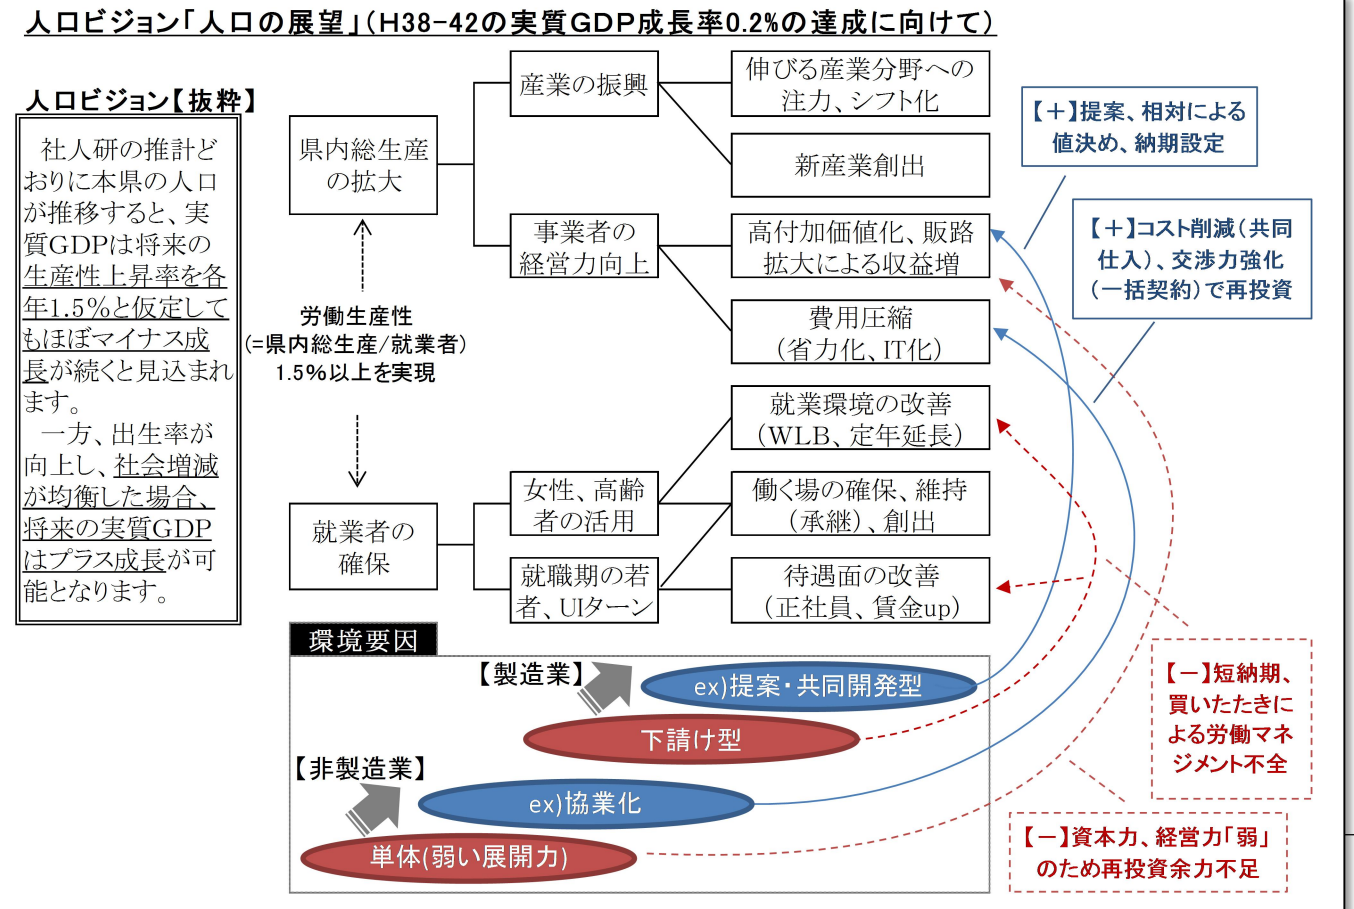 人口ビジョン「人口の展望」（H38-42の実質GDP成長率0.2%の達成に向けて）
人口ビジョン【抜粋】
社人研の推計ど
おりに本県の人口
が推移すると、実
質GDPは将来の
生産性上昇率を各
年1.5％と仮定して
もほぼマイナス成
長が続くと見込まれ
ます。
一方、出生率が
向上し、社会増減
が均衡した場合、
将来の実質GDP
はプラス成長が可
能となります。
県内総生産
の拡大
労働生産性
(=県内総生産/就業者)
1.5％以上を実現
就業者の
確保
産業の振興
事業者の
経営力向上
女性、高齢
者の活用
就職期の若
者、UIターン
伸びる産業分野への
注力、シフト化
新産業創出
高付加価値化、販路
拡大による収益増
費用圧縮
（省力化、IT化）
就業環境の改善
（WLB、定年延長）
働く場の確保、維持
（承継）、創出
待遇面の改善
（正社員、賃金up）
【＋】提案、相対による
値決め、納期設定
【＋】コスト削減（共同
仕入）、交渉力強化
（一括契約）で再投資
【－】短納期、
買いたたきに
よる労働マネ
ジメント不全
【－】資本力、経営力「弱」
のため再投資余力不足
環境要因
【製造業】
ex)提案・共同開発型
下請け型
【非製造業】
ex)協業化
単体(弱い展開力)